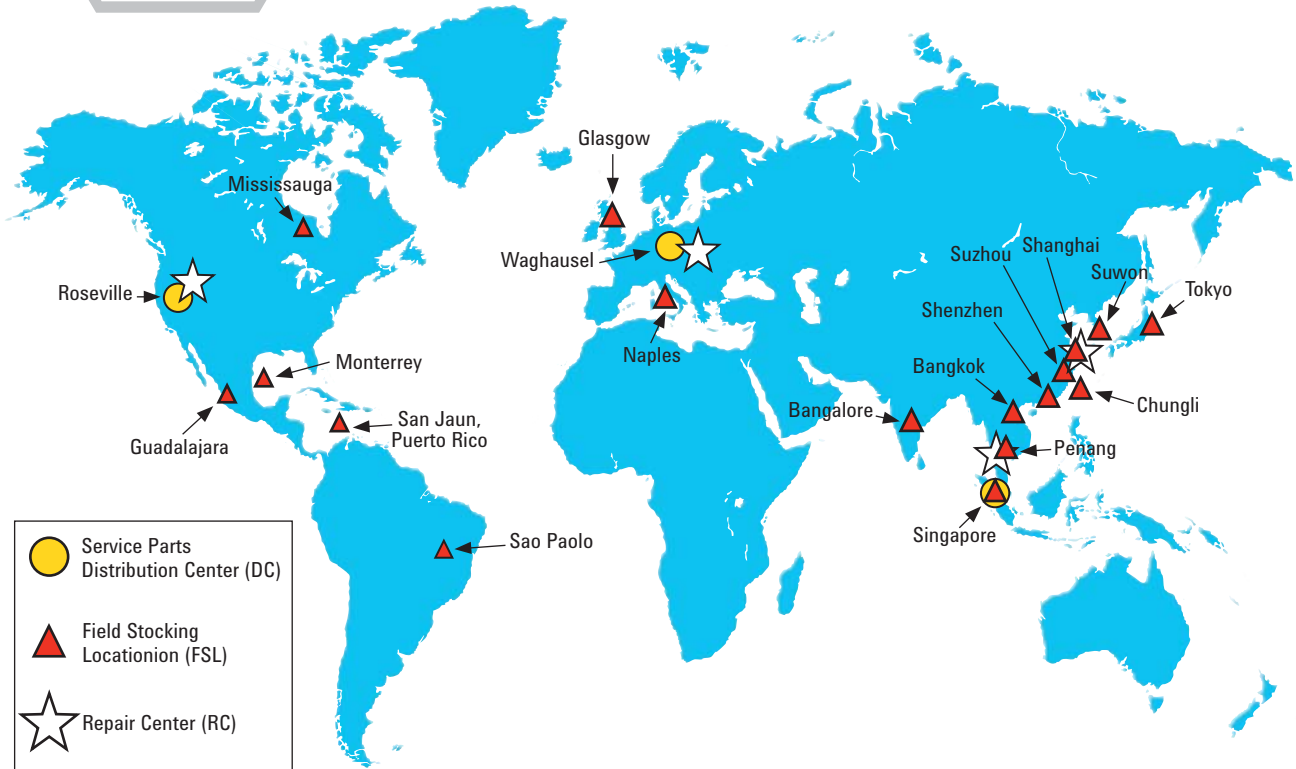 Glasgow
Mississauga
Waghausel
Roseville
Naples
Monterrey
Guadalajara
San Jaun,
Puerto Rico
Sao Paolo
Suzhou
Shanghai
Suwon
Tokyo
Shenzhen
Bangkok
Bangalore
Chungli
Penang
Singapore
Service Parts
Distribution Center (DC)
Field Stocking
Locationion (FSL)
Repair Center (RC)